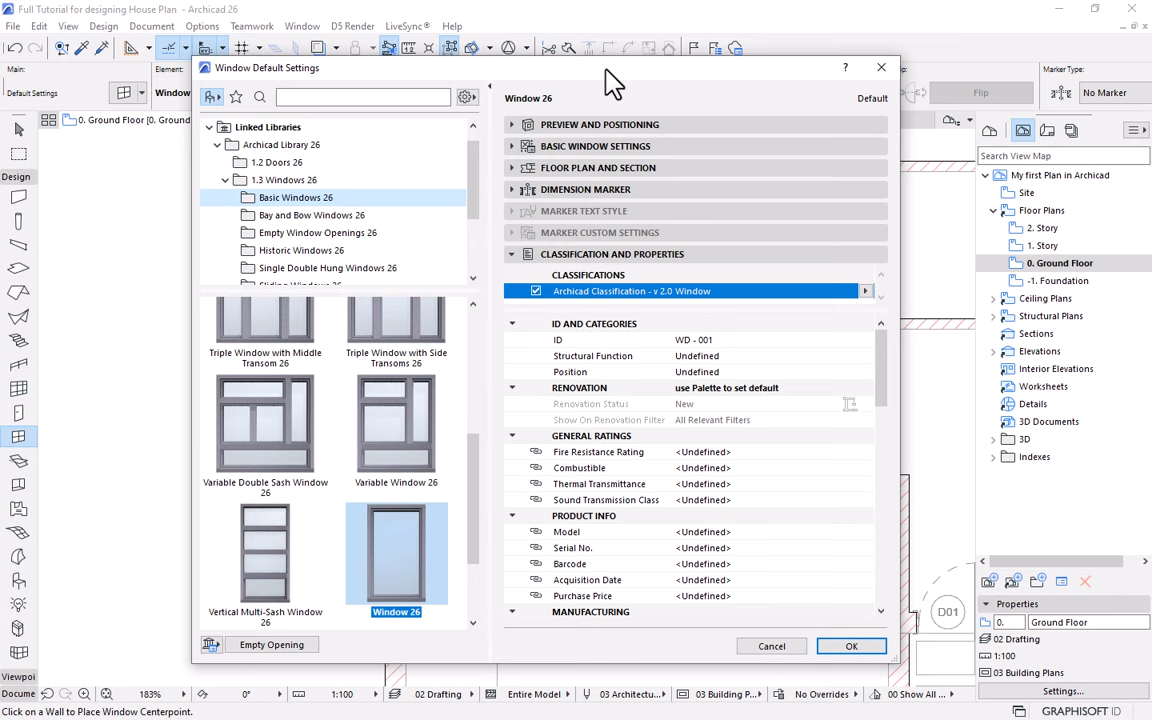 Full Tutorial for designing House Plan - Archicad 26
File Edit View Design Document Options Teamwork Window D5 Render LiveSync® Help
Main:
Element:
Marker Type:
Default Settings
Flip
No Marker
0. Ground Floor [0. Ground
Design
Window Default Settings
?
Linked Libraries
Archicad Library 26
1.2 Doors 26
1.3 Windows 26
Basic Windows 26
Bay and Bow Windows 26
Empty Window Openings 26
Historic Windows 26
Single Double Hung Windows 26
Triple Window with Middle
Transom 26
Triple Window with Side
Transoms 26
Variable Double Sash Window
26
Variable Window 26
Vertical Multi-Sash Window
26
Window 26
Empty Opening
Window 26
Default
PREVIEW AND POSITIONING
BASIC WINDOW SETTINGS
FLOOR PLAN AND SECTION
DIMENSION MARKER
MARKER TEXT STYLE
MARKER CUSTOM SETTINGS
CLASSIFICATION AND PROPERTIES
CLASSIFICATIONS
Archicad Classification - v 2.0 Window
ID AND CATEGORIES
ID WD - 001
Structural Function Undefined
Position Undefined
RENOVATION use Palette to set default
Renovation Status New
Show On Renovation Filter All Relevant Filters
GENERAL RATINGS
Fire Resistance Rating <Undefined>
Combustible <Undefined>
Thermal Transmittance <Undefined>
Sound Transmission Class <Undefined>
PRODUCT INFO
Model <Undefined>
Serial No. <Undefined>
Barcode <Undefined>
Acquisition Date <Undefined>
Purchase Price <Undefined>
MANUFACTURING
Cancel
OK
D01
Search View Map
My first Plan in Archicad
Site
Floor Plans
2. Story
1. Story
0. Ground Floor
-1. Foundation
Ceiling Plans
Structural Plans
Sections
Elevations
Interior Elevations
Worksheets
Details
3D Documents
3D
Indexes
Properties
0. Ground Floor
02 Drafting
1:100
03 Building Plans
Settings...
Viewpoi
Docume
183% 0° 1:100 02 Drafting Entire Model 03 Architectu... 03 Building P... No Overrides 00 Show All ...
Click on a Wall to Place Window Centerpoint.
GRAPHISOFT ID